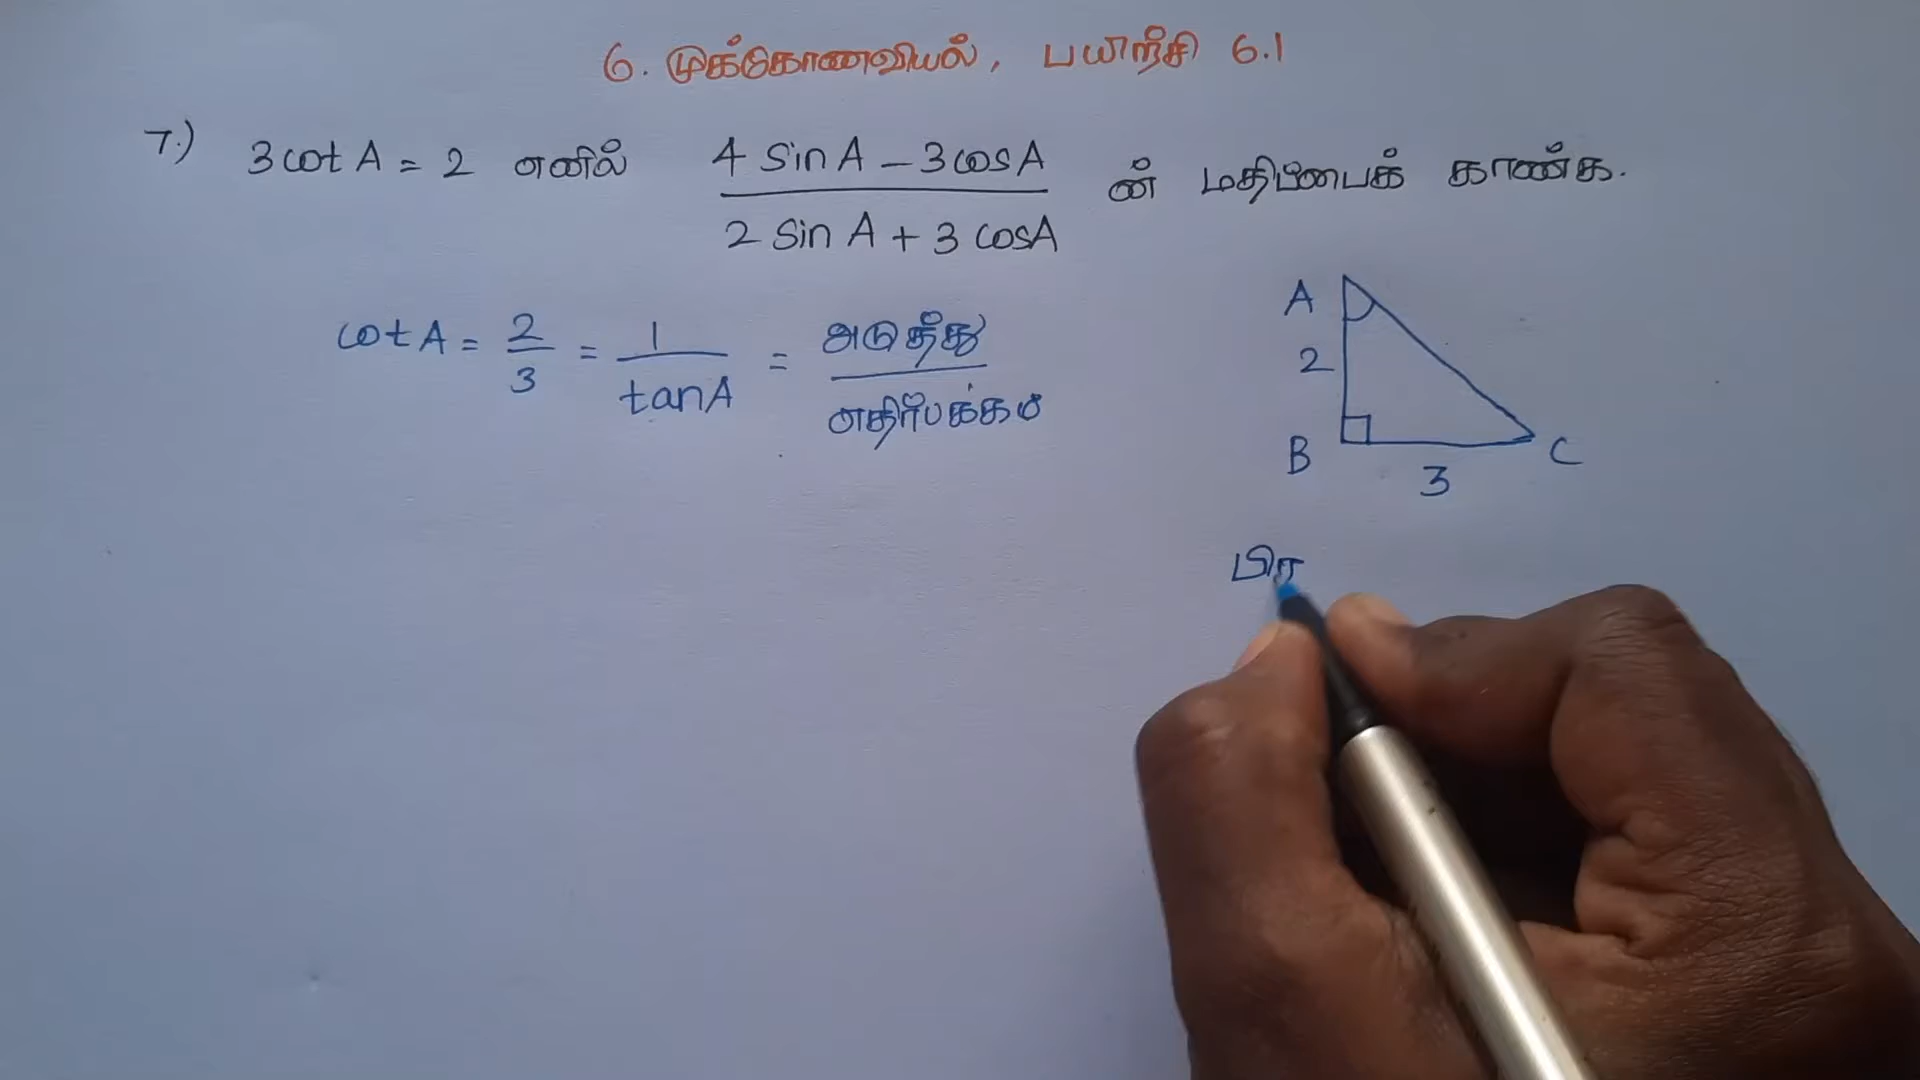 6. முக்கோணவியல், பயிற்சி 6.1
7.) 3 cot A = 2 எனில் 4 sin A - 3 cos A / 2 sin A + 3 cos A ன் மதிப்பைக் காண்க.
cot A = 2/3 = 1/tan A = அடுத்து / எதிர்பக்கம்
A
2
B
C
3
பிர